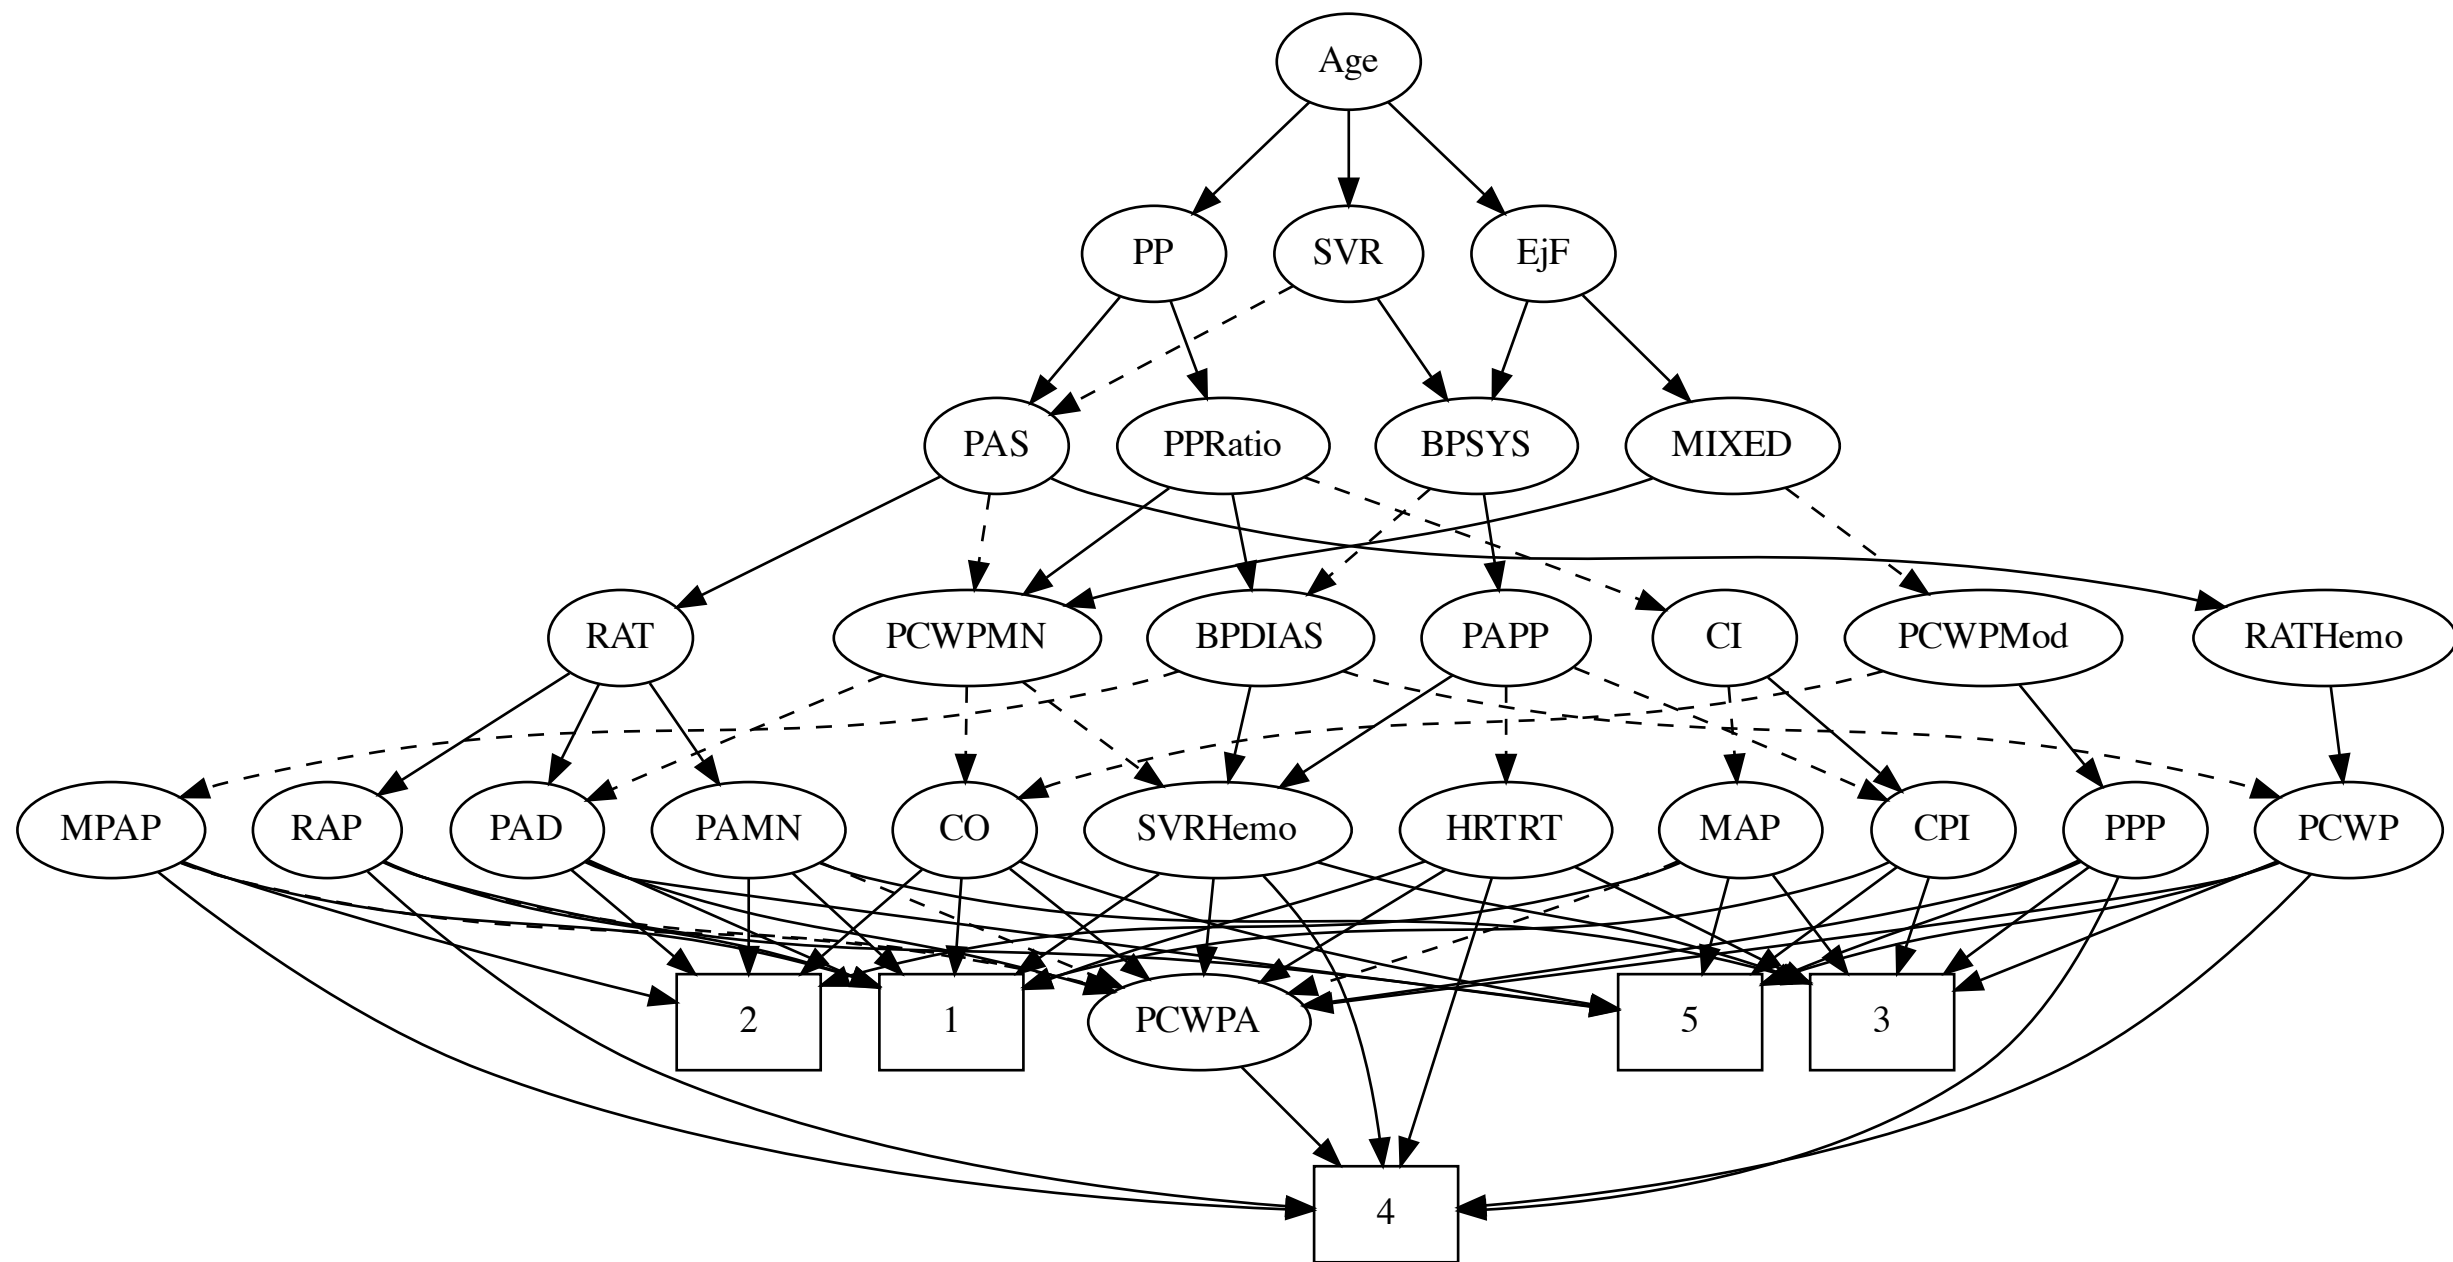 Age
PP SVR EjF
PAS PPRatio BPSYS MIXED
RAT PCWPMN BPDIAS PAPP CI PCWPMod RATHemo
MPAP RAP PAD PAMN CO SVRHemo HRTRT MAP CPI PPP PCWP
2 1 PCWPA 5 3
4